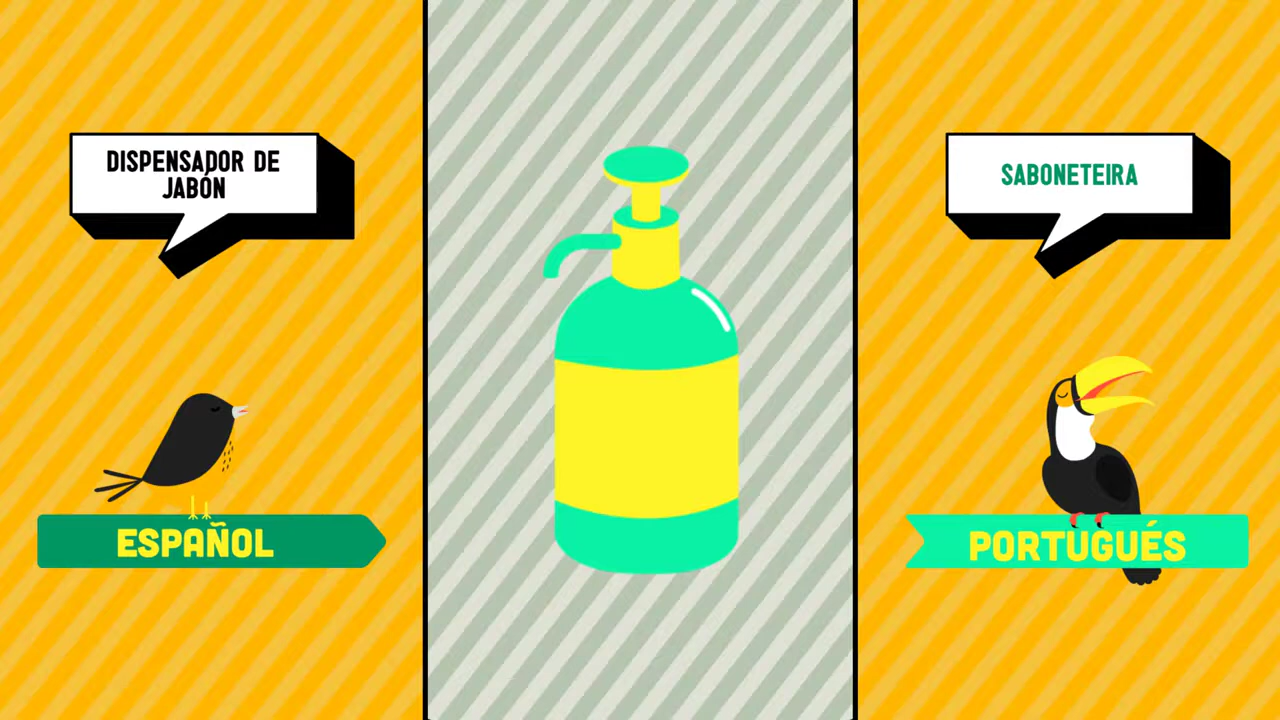 DISPENSADOR DE
JABÓN
SABONETEIRA
ESPAÑOL
PORTUGUÉS